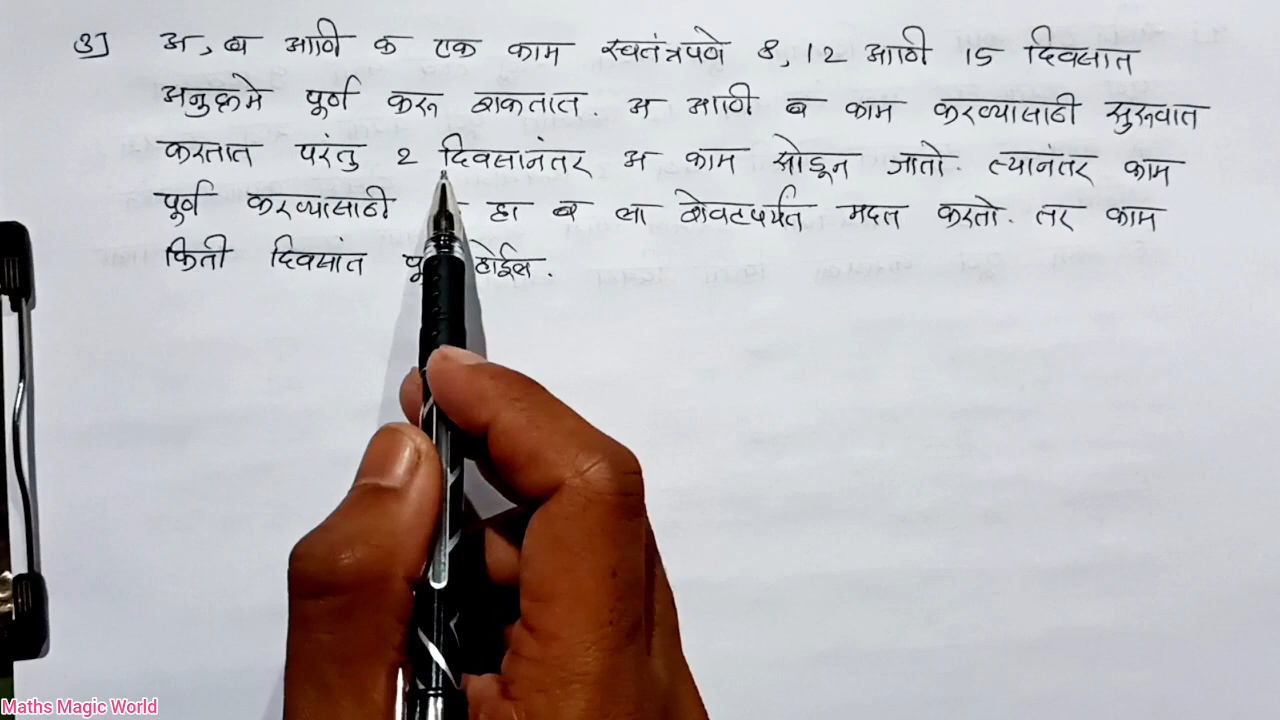 3] अ, ब आणि क एक काम स्वतंत्रपणे 8, 12 आणी 15 दिवसात
अनुक्रमे पूर्ण करू शकतात. अ आणि ब काम करण्यासाठी सुरुवात
करतात परंतु 2 दिवसानंतर अ काम सोडून जातो. त्यानंतर काम
पूर्ण करण्यासाठी हा ब ला शेवटपर्यंत मदत करतो. तर काम
किती दिवसांत होईल.
Maths Magic World